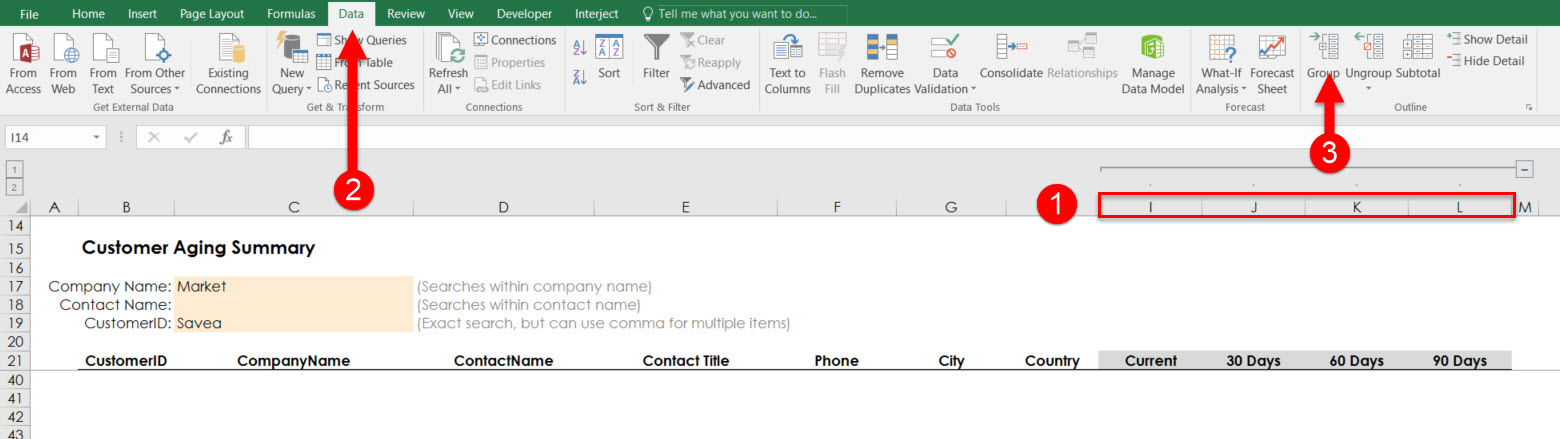 File Home Insert Page Layout Formulas Data Review View Developer Interject Tell me what you want to do...
From Access From Web From Text From Other Sources Existing Connections
Get External Data
New Query Show Queries From Table Recent Sources
Get & Transform
Refresh All Connections Properties Edit Links
Connections
A Z Z A Sort Filter Clear Reapply Advanced
Sort & Filter
Text to Columns Flash Fill Remove Duplicates Data Validation Consolidate Relationships Manage Data Model
Data Tools
What-If Analysis Forecast Sheet
Forecast
Group Ungroup Subtotal Show Detail Hide Detail
Outline
I14 fx
3
1
2
2
1
A B C D E F G I J K L M
14
15 Customer Aging Summary
16
17 Company Name: Market (Searches within company name)
18 Contact Name: (Searches within contact name)
19 CustomerID: Savea (Exact search, but can use comma for multiple items)
20
21 CustomerID CompanyName ContactName Contact Title Phone City Country Current 30 Days 60 Days 90 Days
40
41
42
43